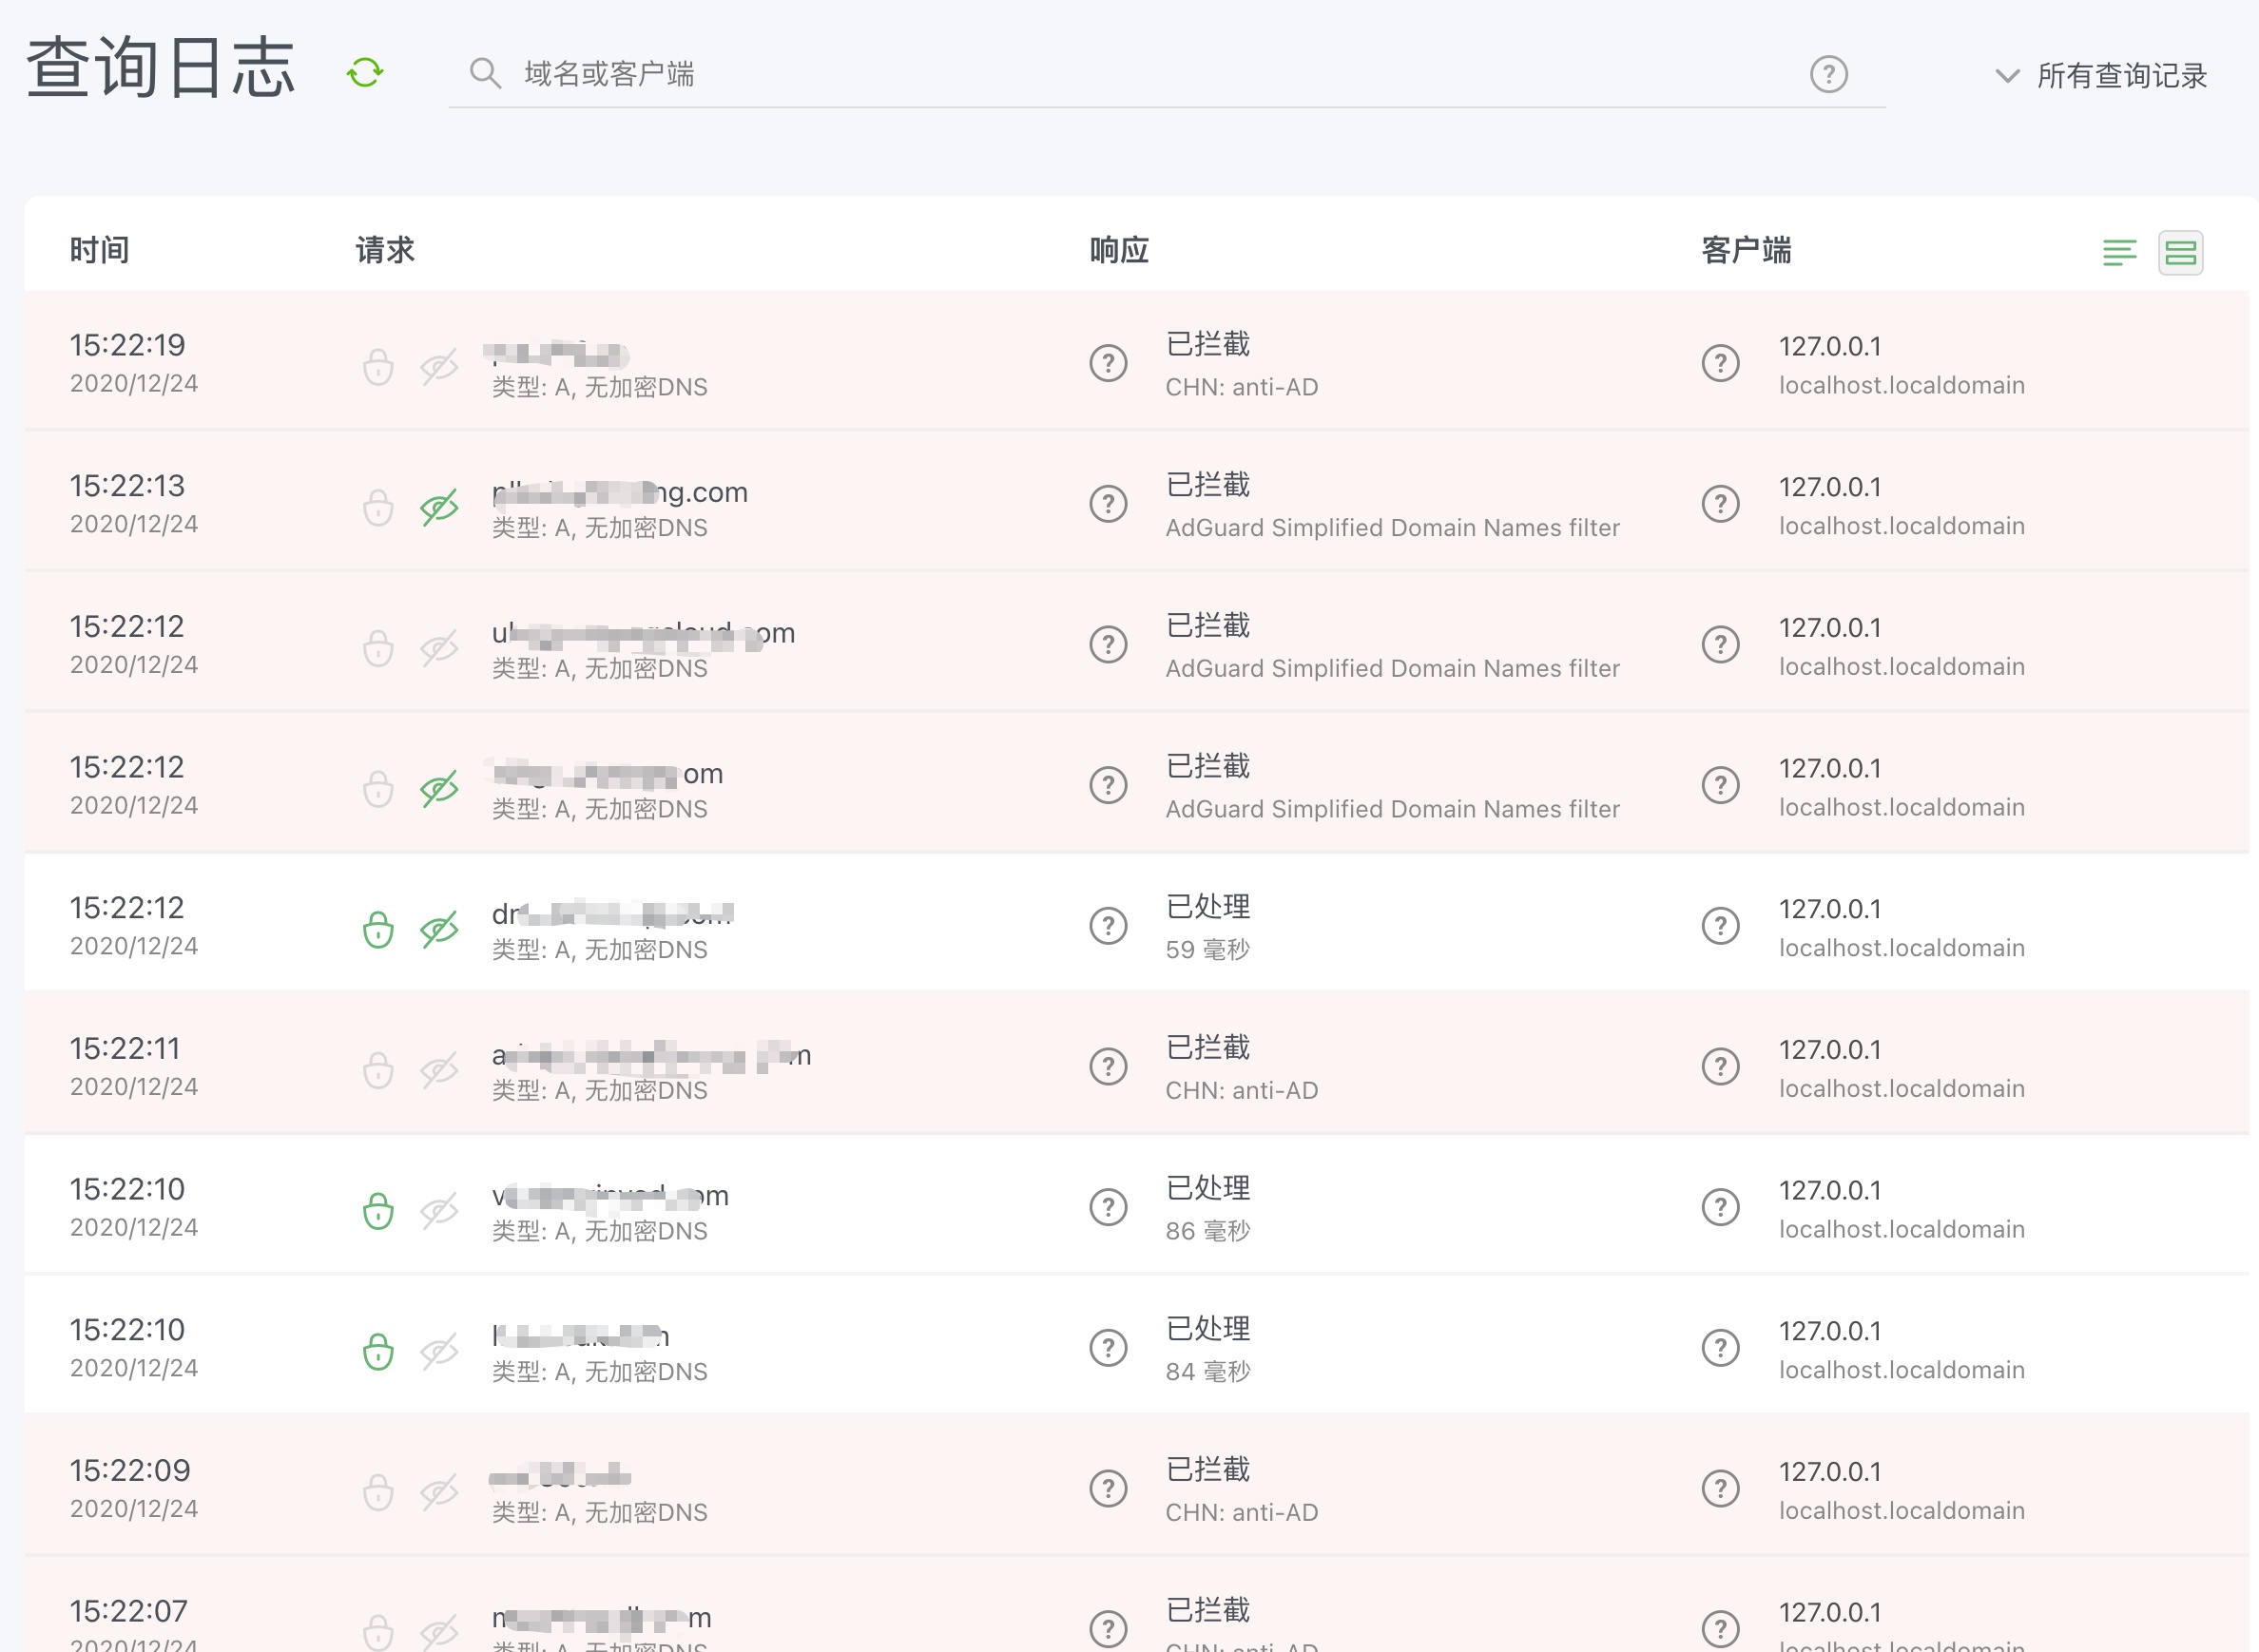 查询日志
域名或客户端
所有查询记录
时间 请求 响应 客户端
15:22:19 已拦截 127.0.0.1
2020/12/24 类型: A, 无加密DNS CHN: anti-AD localhost.localdomain
15:22:13 ng.com 已拦截 127.0.0.1
2020/12/24 类型: A, 无加密DNS AdGuard Simplified Domain Names filter localhost.localdomain
15:22:12 已拦截 127.0.0.1
2020/12/24 类型: A, 无加密DNS AdGuard Simplified Domain Names filter localhost.localdomain
15:22:12 om 已拦截 127.0.0.1
2020/12/24 类型: A, 无加密DNS AdGuard Simplified Domain Names filter localhost.localdomain
15:22:12 已处理 127.0.0.1
2020/12/24 类型: A, 无加密DNS 59 毫秒 localhost.localdomain
15:22:11 已拦截 127.0.0.1
2020/12/24 类型: A, 无加密DNS CHN: anti-AD localhost.localdomain
15:22:10 已处理 127.0.0.1
2020/12/24 类型: A, 无加密DNS 86 毫秒 localhost.localdomain
15:22:10 已处理 127.0.0.1
2020/12/24 类型: A, 无加密DNS 84 毫秒 localhost.localdomain
15:22:09 已拦截 127.0.0.1
2020/12/24 类型: A, 无加密DNS CHN: anti-AD localhost.localdomain
15:22:07 已拦截 127.0.0.1
2020/12/24 类型: A, 无加密DNS CHN: anti-AD localhost.localdomain